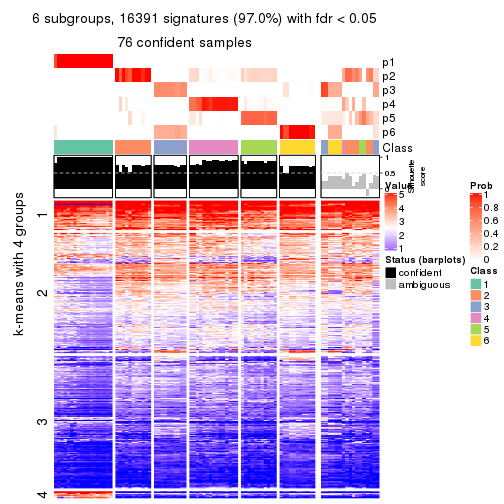 6 subgroups, 16391 signatures (97.0%) with fdr < 0.05
76 confident samples
p1
p2
p3
p4
p5
p6
Class
1
0.5
0
Silhouette
score
k-means with 4 groups
1
2
3
4
Value
5
4
3
2
1
Status (barplots)
confident
ambiguous
Prob
1
0.8
0.6
0.4
0.2
0
Class
1
2
3
4
5
6